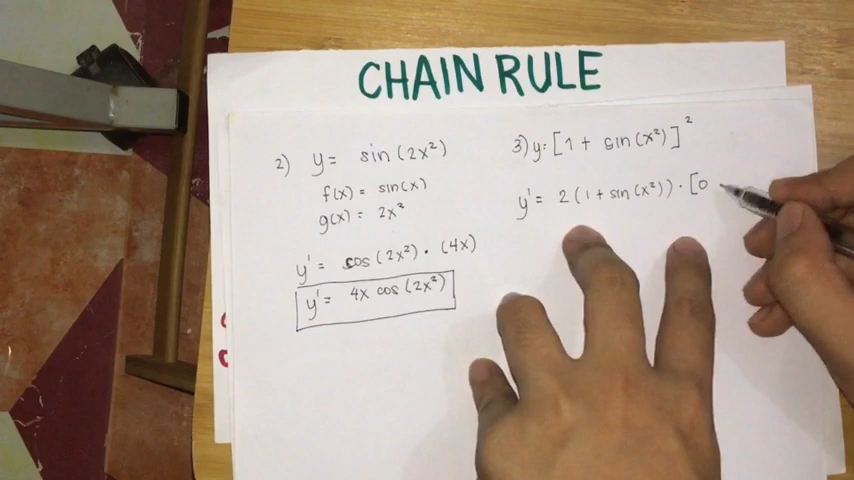 CHAIN RULE
2) y = sin(2x²)
f(x) = sin(x)
g(x) = 2x²
y' = cos(2x²) · (4x)
y' = 4x cos(2x²)
3) y: [1 + sin(x²)]²
y' = 2(1 + sin(x²)) · [0